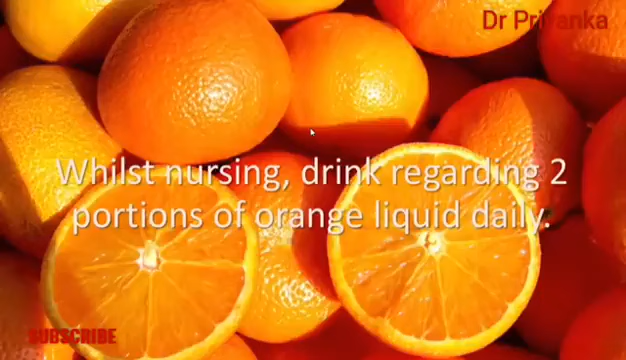 Dr Priyanka
Whilst nursing, drink regarding 2
portions of orange liquid daily.
SUBSCRIBE